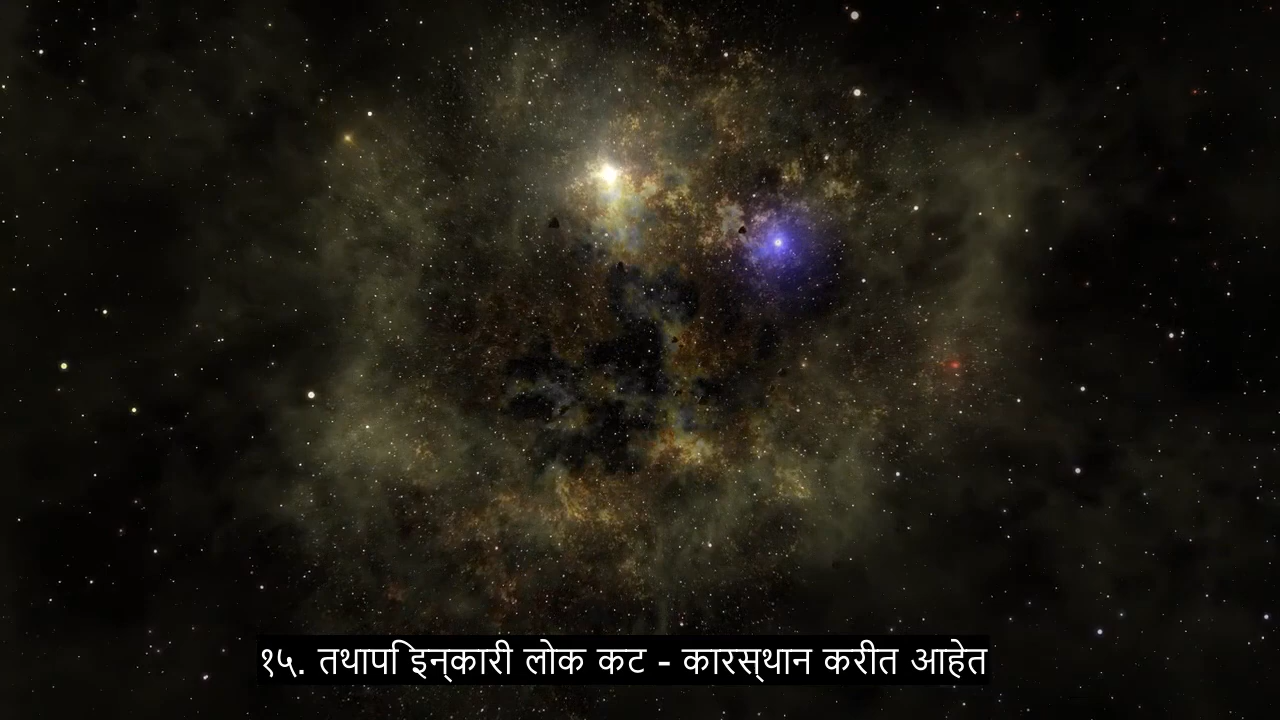 १५. तथापि इन्कारी लोक कट - कारस्थान करीत आहेत